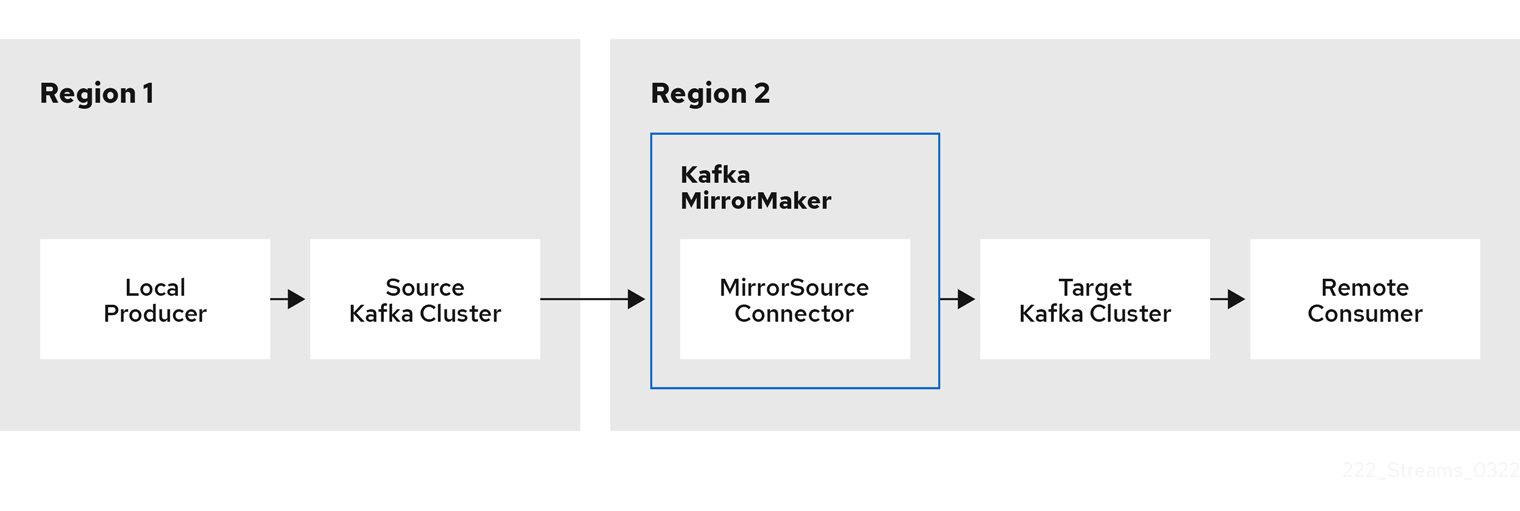 Region 1
Region 2
Kafka
MirrorMaker
Local
Producer
Source
Kafka Cluster
MirrorSource
Connector
Target
Kafka Cluster
Remote
Consumer
222_Streams_0322